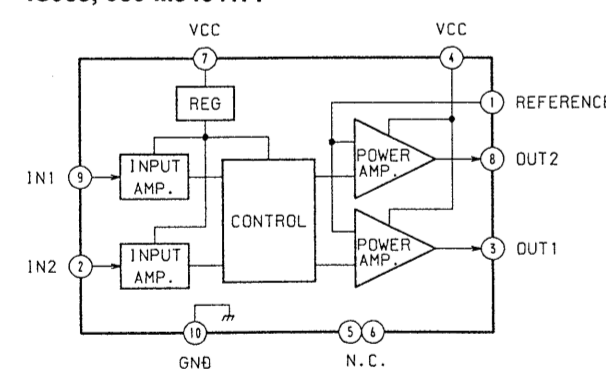 VCC VCC
7 4
REG
1 REFERENCE
INPUT AMP.
POWER AMP.
IN1 9
8 OUT2
CONTROL
INPUT AMP.
POWER AMP.
IN2 2
3 OUT1
10 5 6
GND N.C.